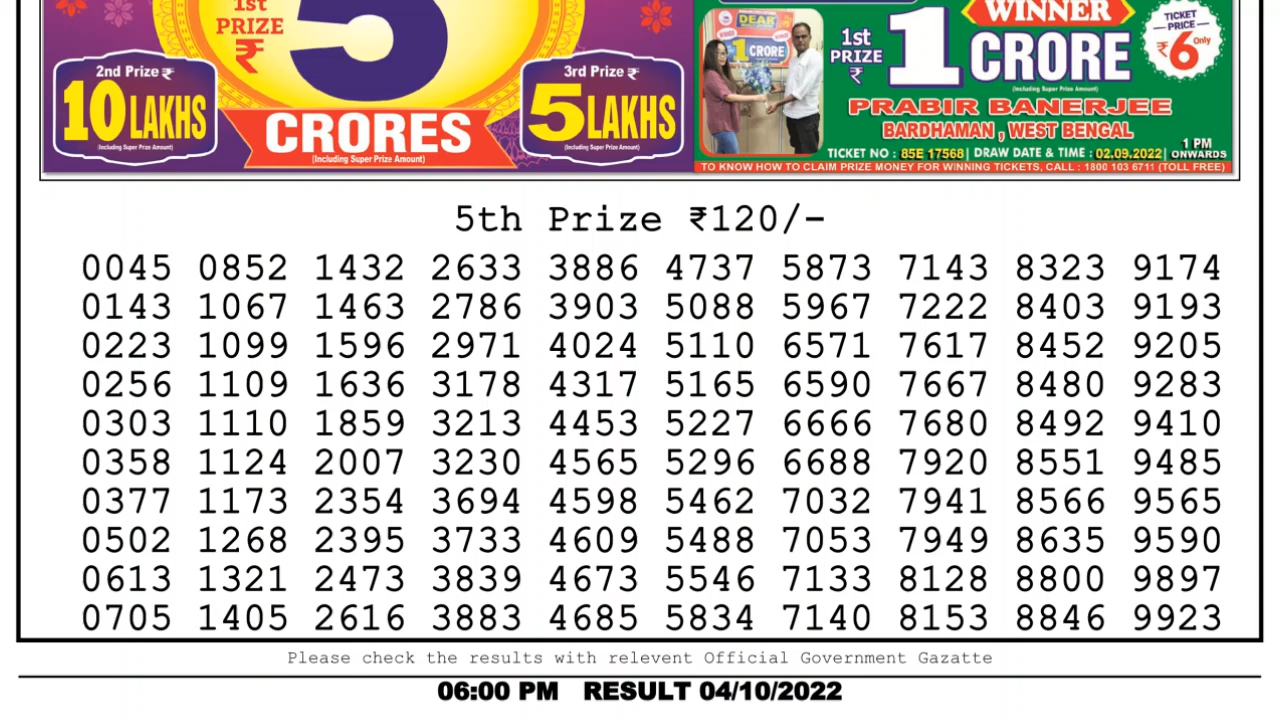 1st
PRIZE
₹
5
CRORES
(Including Super Prize Amount)
2nd Prize ₹
10 LAKHS
(Including Super Prize Amount)
3rd Prize ₹
5 LAKHS
(Including Super Prize Amount)
DEAR
1 CRORE
1st
PRIZE
₹
1
WINNER
CRORE
(Including Super Prize Amount)
TICKET
PRICE
₹6 Only
PRABIR BANERJEE
BARDHAMAN , WEST BENGAL
TICKET NO : 85E 17568| DRAW DATE & TIME : 02.09.2022| 1 PM ONWARDS
TO KNOW HOW TO CLAIM PRIZE MONEY FOR WINNING TICKETS, CALL : 1800 103 6711 (TOLL FREE)
5th Prize ₹120/-
0045 0852 1432 2633 3886 4737 5873 7143 8323 9174
0143 1067 1463 2786 3903 5088 5967 7222 8403 9193
0223 1099 1596 2971 4024 5110 6571 7617 8452 9205
0256 1109 1636 3178 4317 5165 6590 7667 8480 9283
0303 1110 1859 3213 4453 5227 6666 7680 8492 9410
0358 1124 2007 3230 4565 5296 6688 7920 8551 9485
0377 1173 2354 3694 4598 5462 7032 7941 8566 9565
0502 1268 2395 3733 4609 5488 7053 7949 8635 9590
0613 1321 2473 3839 4673 5546 7133 8128 8800 9897
0705 1405 2616 3883 4685 5834 7140 8153 8846 9923
Please check the results with relevent Official Government Gazatte
06:00 PM RESULT 04/10/2022